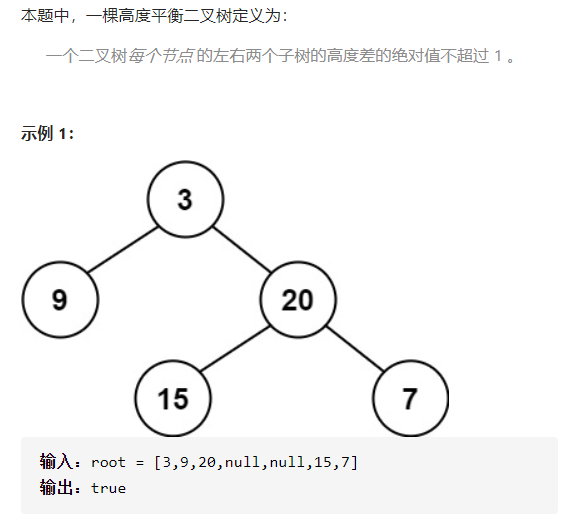 本题中，一棵高度平衡二叉树定义为：
一个二叉树每个节点 的左右两个子树的高度差的绝对值不超过 1 。
示例 1：
3
9
20
15
7
输入：root = [3,9,20,null,null,15,7]
输出：true